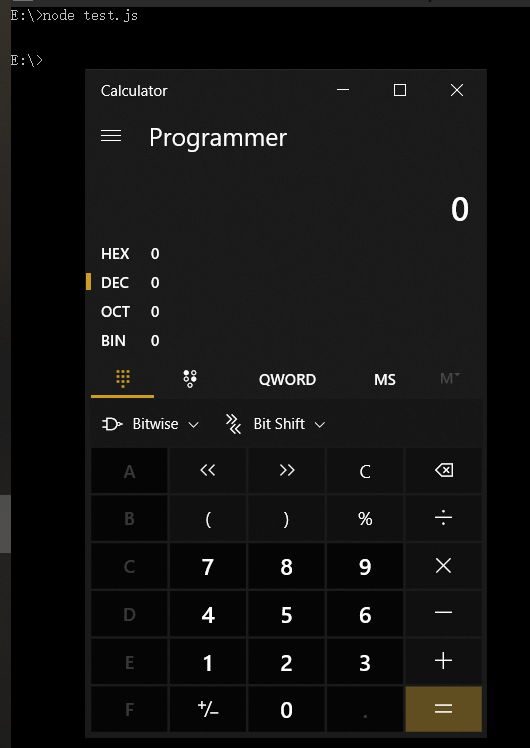 E:\>node test.js
E:\>
Calculator
Programmer
0
HEX 0
DEC 0
OCT 0
BIN 0
QWORD MS M
Bitwise Bit Shift
A << >> C
B ( ) % ÷
C 7 8 9 ×
D 4 5 6 −
E 1 2 3 +
F +/− 0 . =